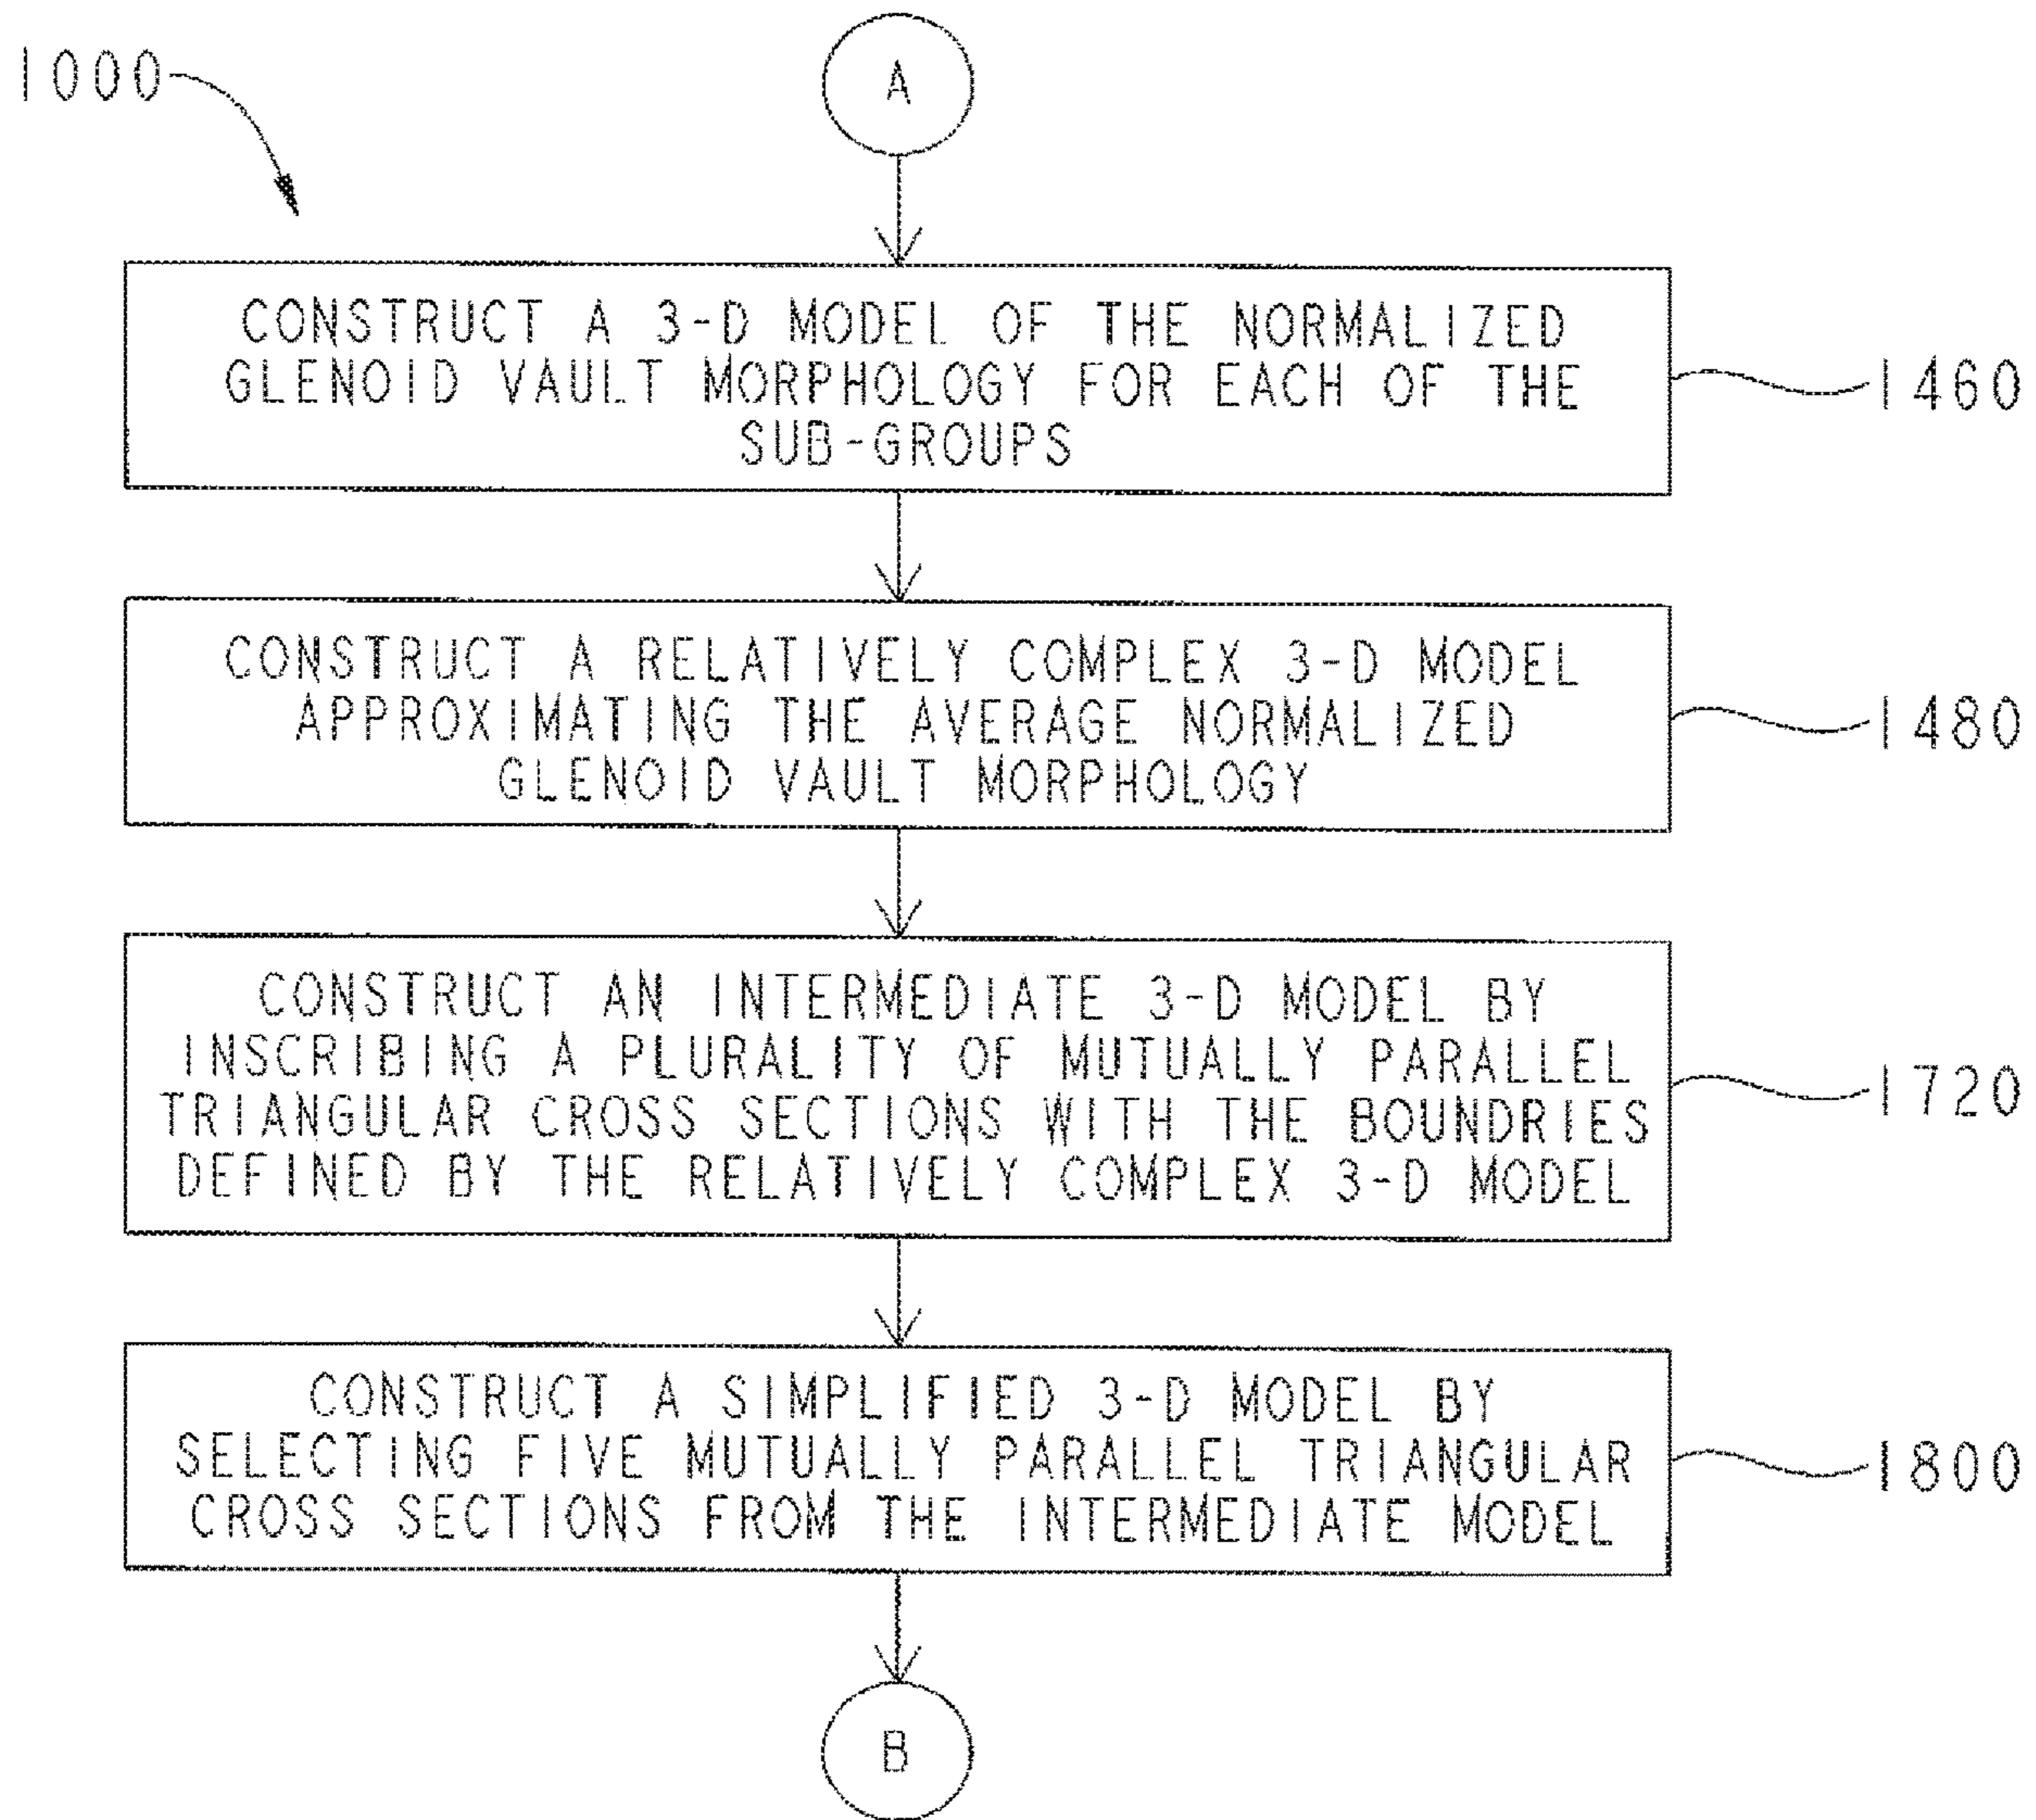 1000
A
CONSTRUCT A 3-D MODEL OF THE NORMALIZED
GLENOID VAULT MORPHOLOGY FOR EACH OF THE
SUB-GROUPS
1460
CONSTRUCT A RELATIVELY COMPLEX 3-D MODEL
APPROXIMATING THE AVERAGE NORMALIZED
GLENOID VAULT MORPHOLOGY
1480
CONSTRUCT AN INTERMEDIATE 3-D MODEL BY
INSCRIBING A PLURALITY OF MUTUALLY PARALLEL
TRIANGULAR CROSS SECTIONS WITH THE BOUNDRIES
DEFINED BY THE RELATIVELY COMPLEX 3-D MODEL
1720
CONSTRUCT A SIMPLIFIED 3-D MODEL BY
SELECTING FIVE MUTUALLY PARALLEL TRIANGULAR
CROSS SECTIONS FROM THE INTERMEDIATE MODEL
1800
B